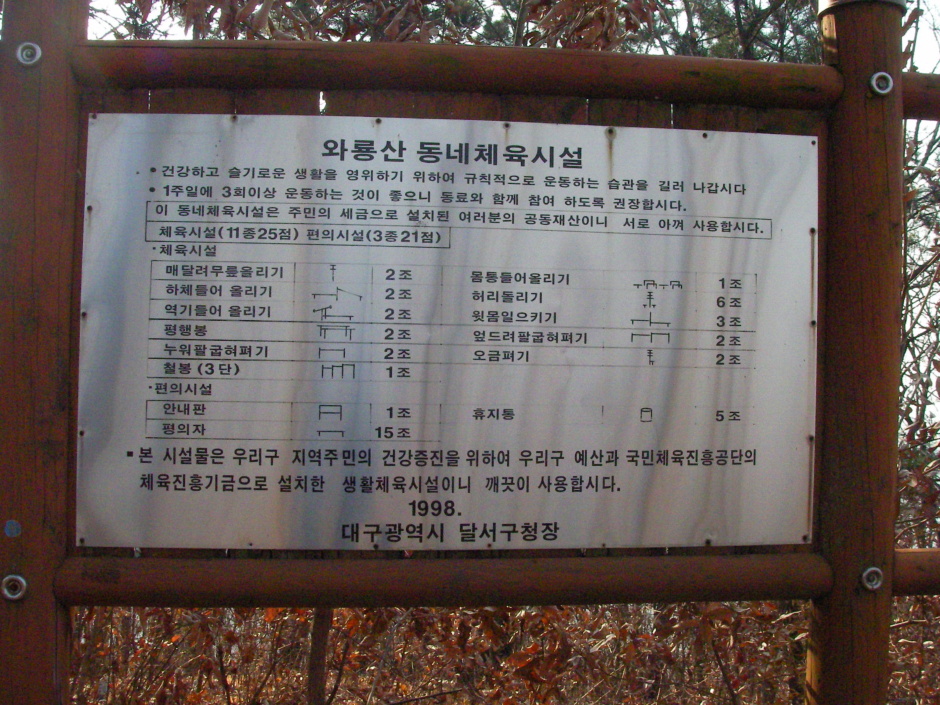 와룡산 동네체육시설
• 건강하고 슬기로운 생활을 영위하기 위하여 규칙적으로 운동하는 습관을 길러 나갑시다
• 1주일에 3회이상 운동하는 것이 좋으니 동료와 함께 참여 하도록 권장합시다.
이 동네체육시설은 주민의 세금으로 설치된 여러분의 공동재산이니 서로 아껴 사용합시다.
체육시설(11종25점) 편의시설(3종21점)
·체육시설
매달려무릎올리기 2조 몸통들어올리기 1조
하체들어 올리기 2조 허리돌리기 6조
역기들어 올리기 2조 윗몸일으키기 3조
평행봉 2조 엎드려팔굽혀펴기 2조
누워팔굽혀펴기 2조 오금펴기 2조
철봉(3단) 1조
·편의시설
안내판 1조 휴지통 5조
평의자 15조
▪본 시설물은 우리구 지역주민의 건강증진을 위하여 우리구 예산과 국민체육진흥공단의
체육진흥기금으로 설치한 생활체육시설이니 깨끗이 사용합시다.
1998.
대구광역시 달서구청장